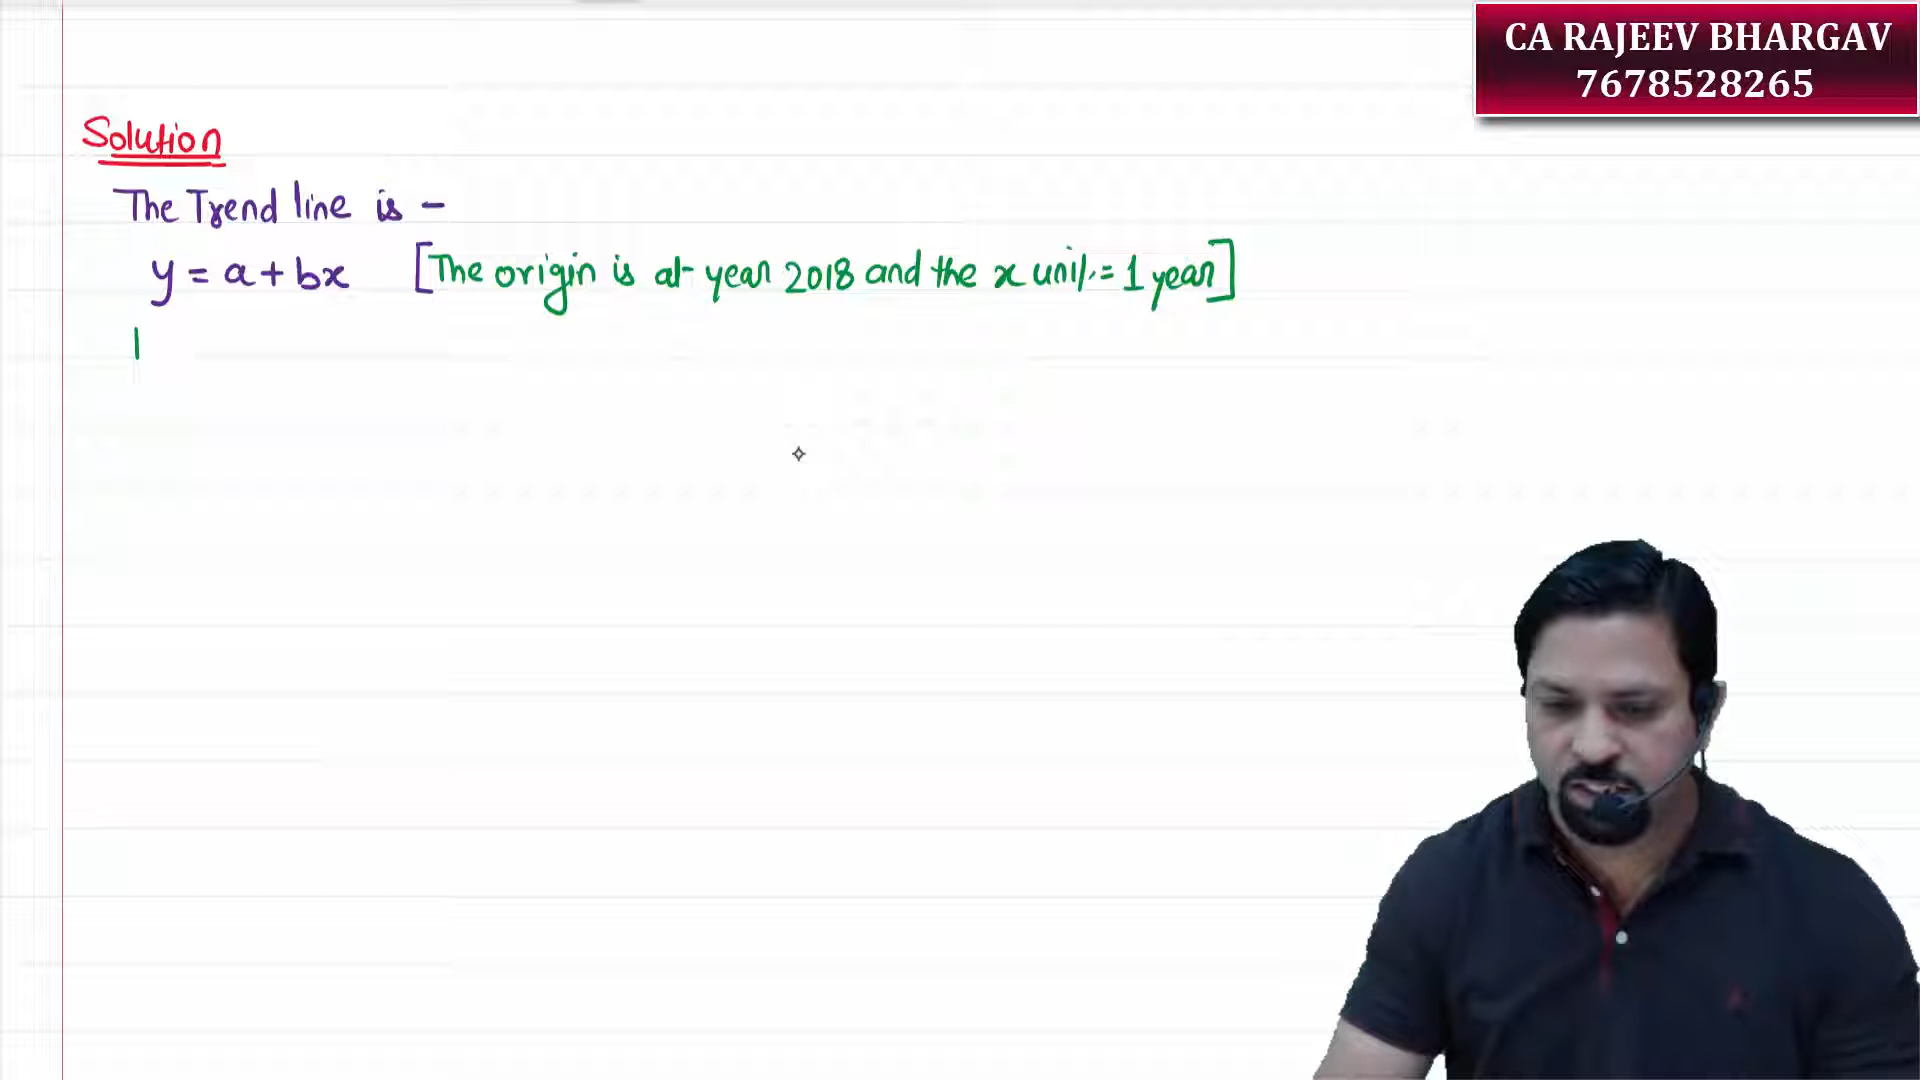 CA RAJEEV BHARGAV
7678528265
Solution
The Trend line is -
y = a + bx [The origin is at year 2018 and the x unit = 1 year]